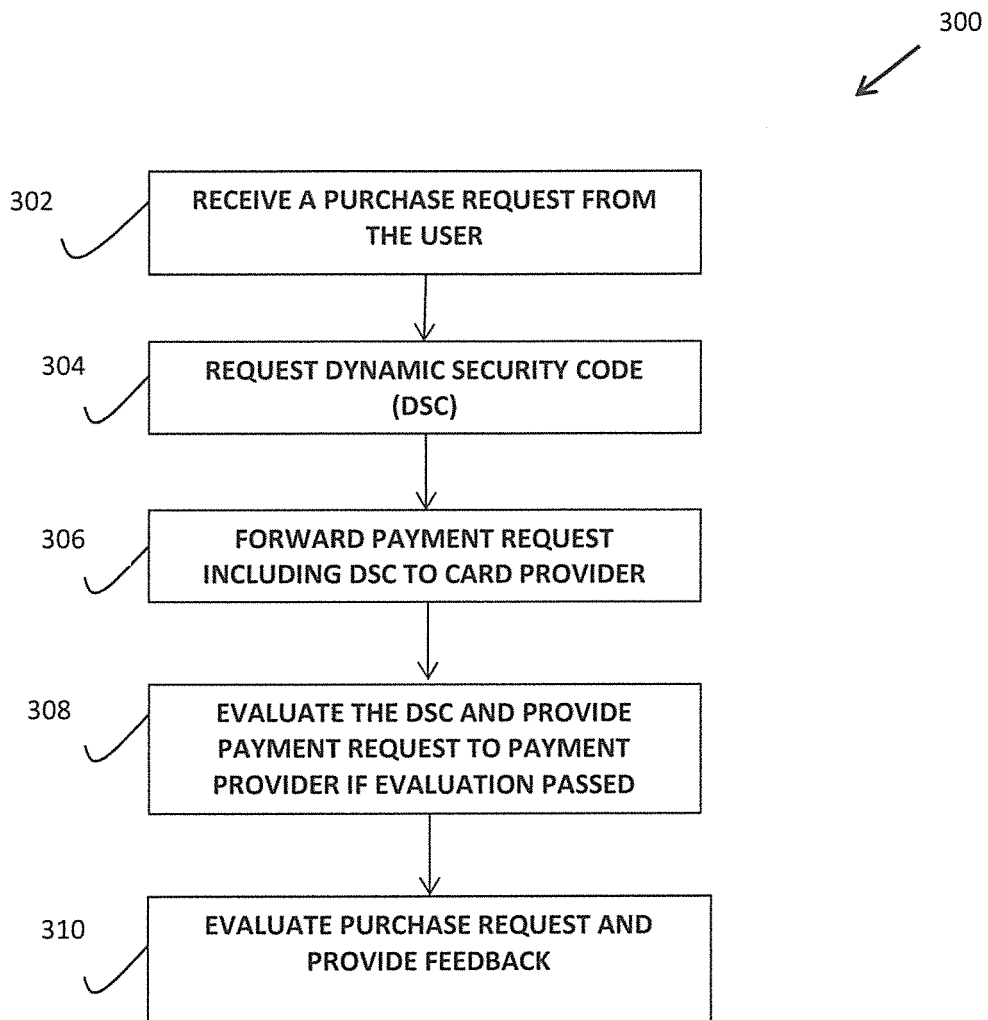 300
302
RECEIVE A PURCHASE REQUEST FROM
THE USER
304
REQUEST DYNAMIC SECURITY CODE
(DSC)
306
FORWARD PAYMENT REQUEST
INCLUDING DSC TO CARD PROVIDER
308
EVALUATE THE DSC AND PROVIDE
PAYMENT REQUEST TO PAYMENT
PROVIDER IF EVALUATION PASSED
310
EVALUATE PURCHASE REQUEST AND
PROVIDE FEEDBACK